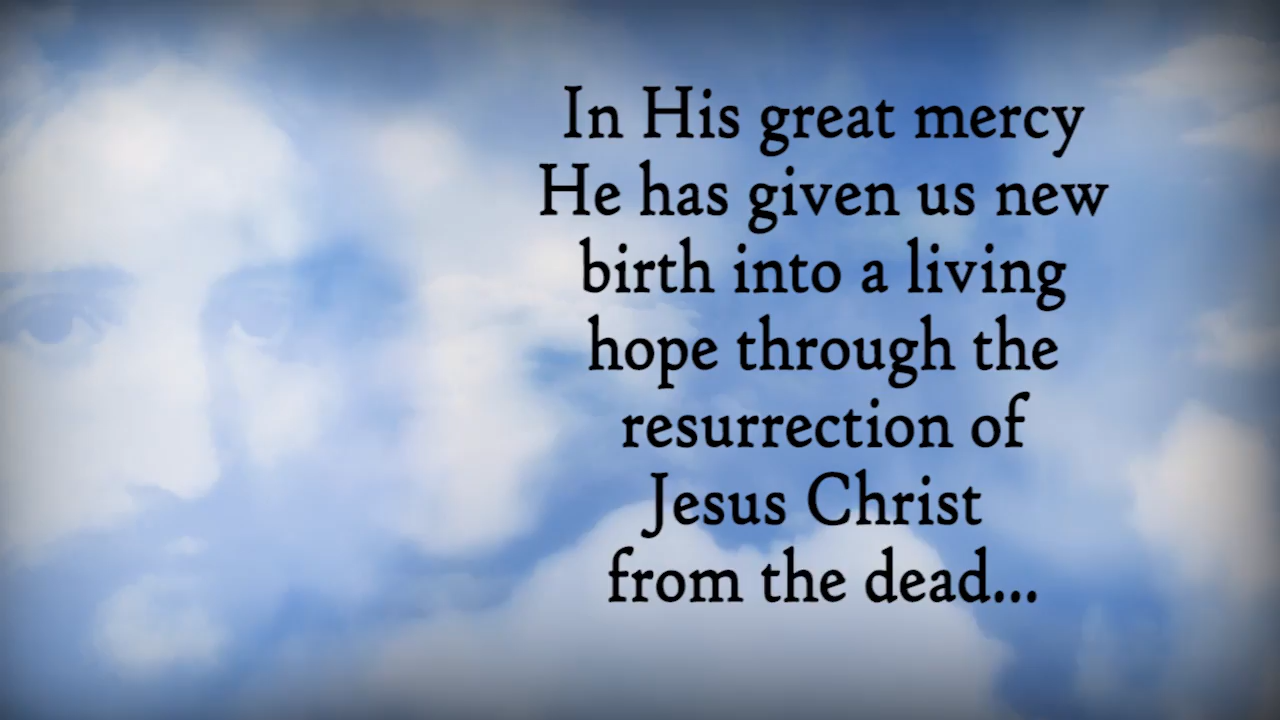 In His great mercy
He has given us new
birth into a living
hope through the
resurrection of
Jesus Christ
from the dead...